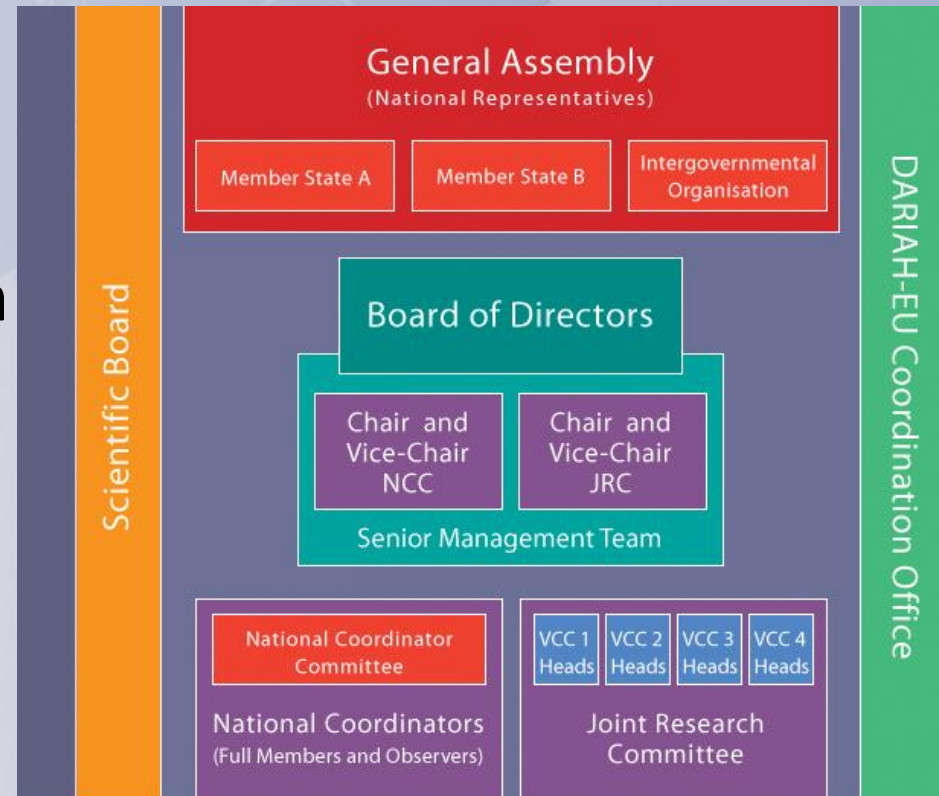 General Assembly
(National Representatives)
Member State A
Member State B
Intergovernmental
Organisation
Scientific Board
Board of Directors
Chair and
Vice-Chair
NCC
Chair and
Vice-Chair
JRC
Senior Management Team
National Coordinator
Committee
National Coordinators
(Full Members and Observers)
VCC 1
Heads
VCC 2
Heads
VCC 3
Heads
VCC 4
Heads
Joint Research
Committee
DARIAH-EU Coordination Office